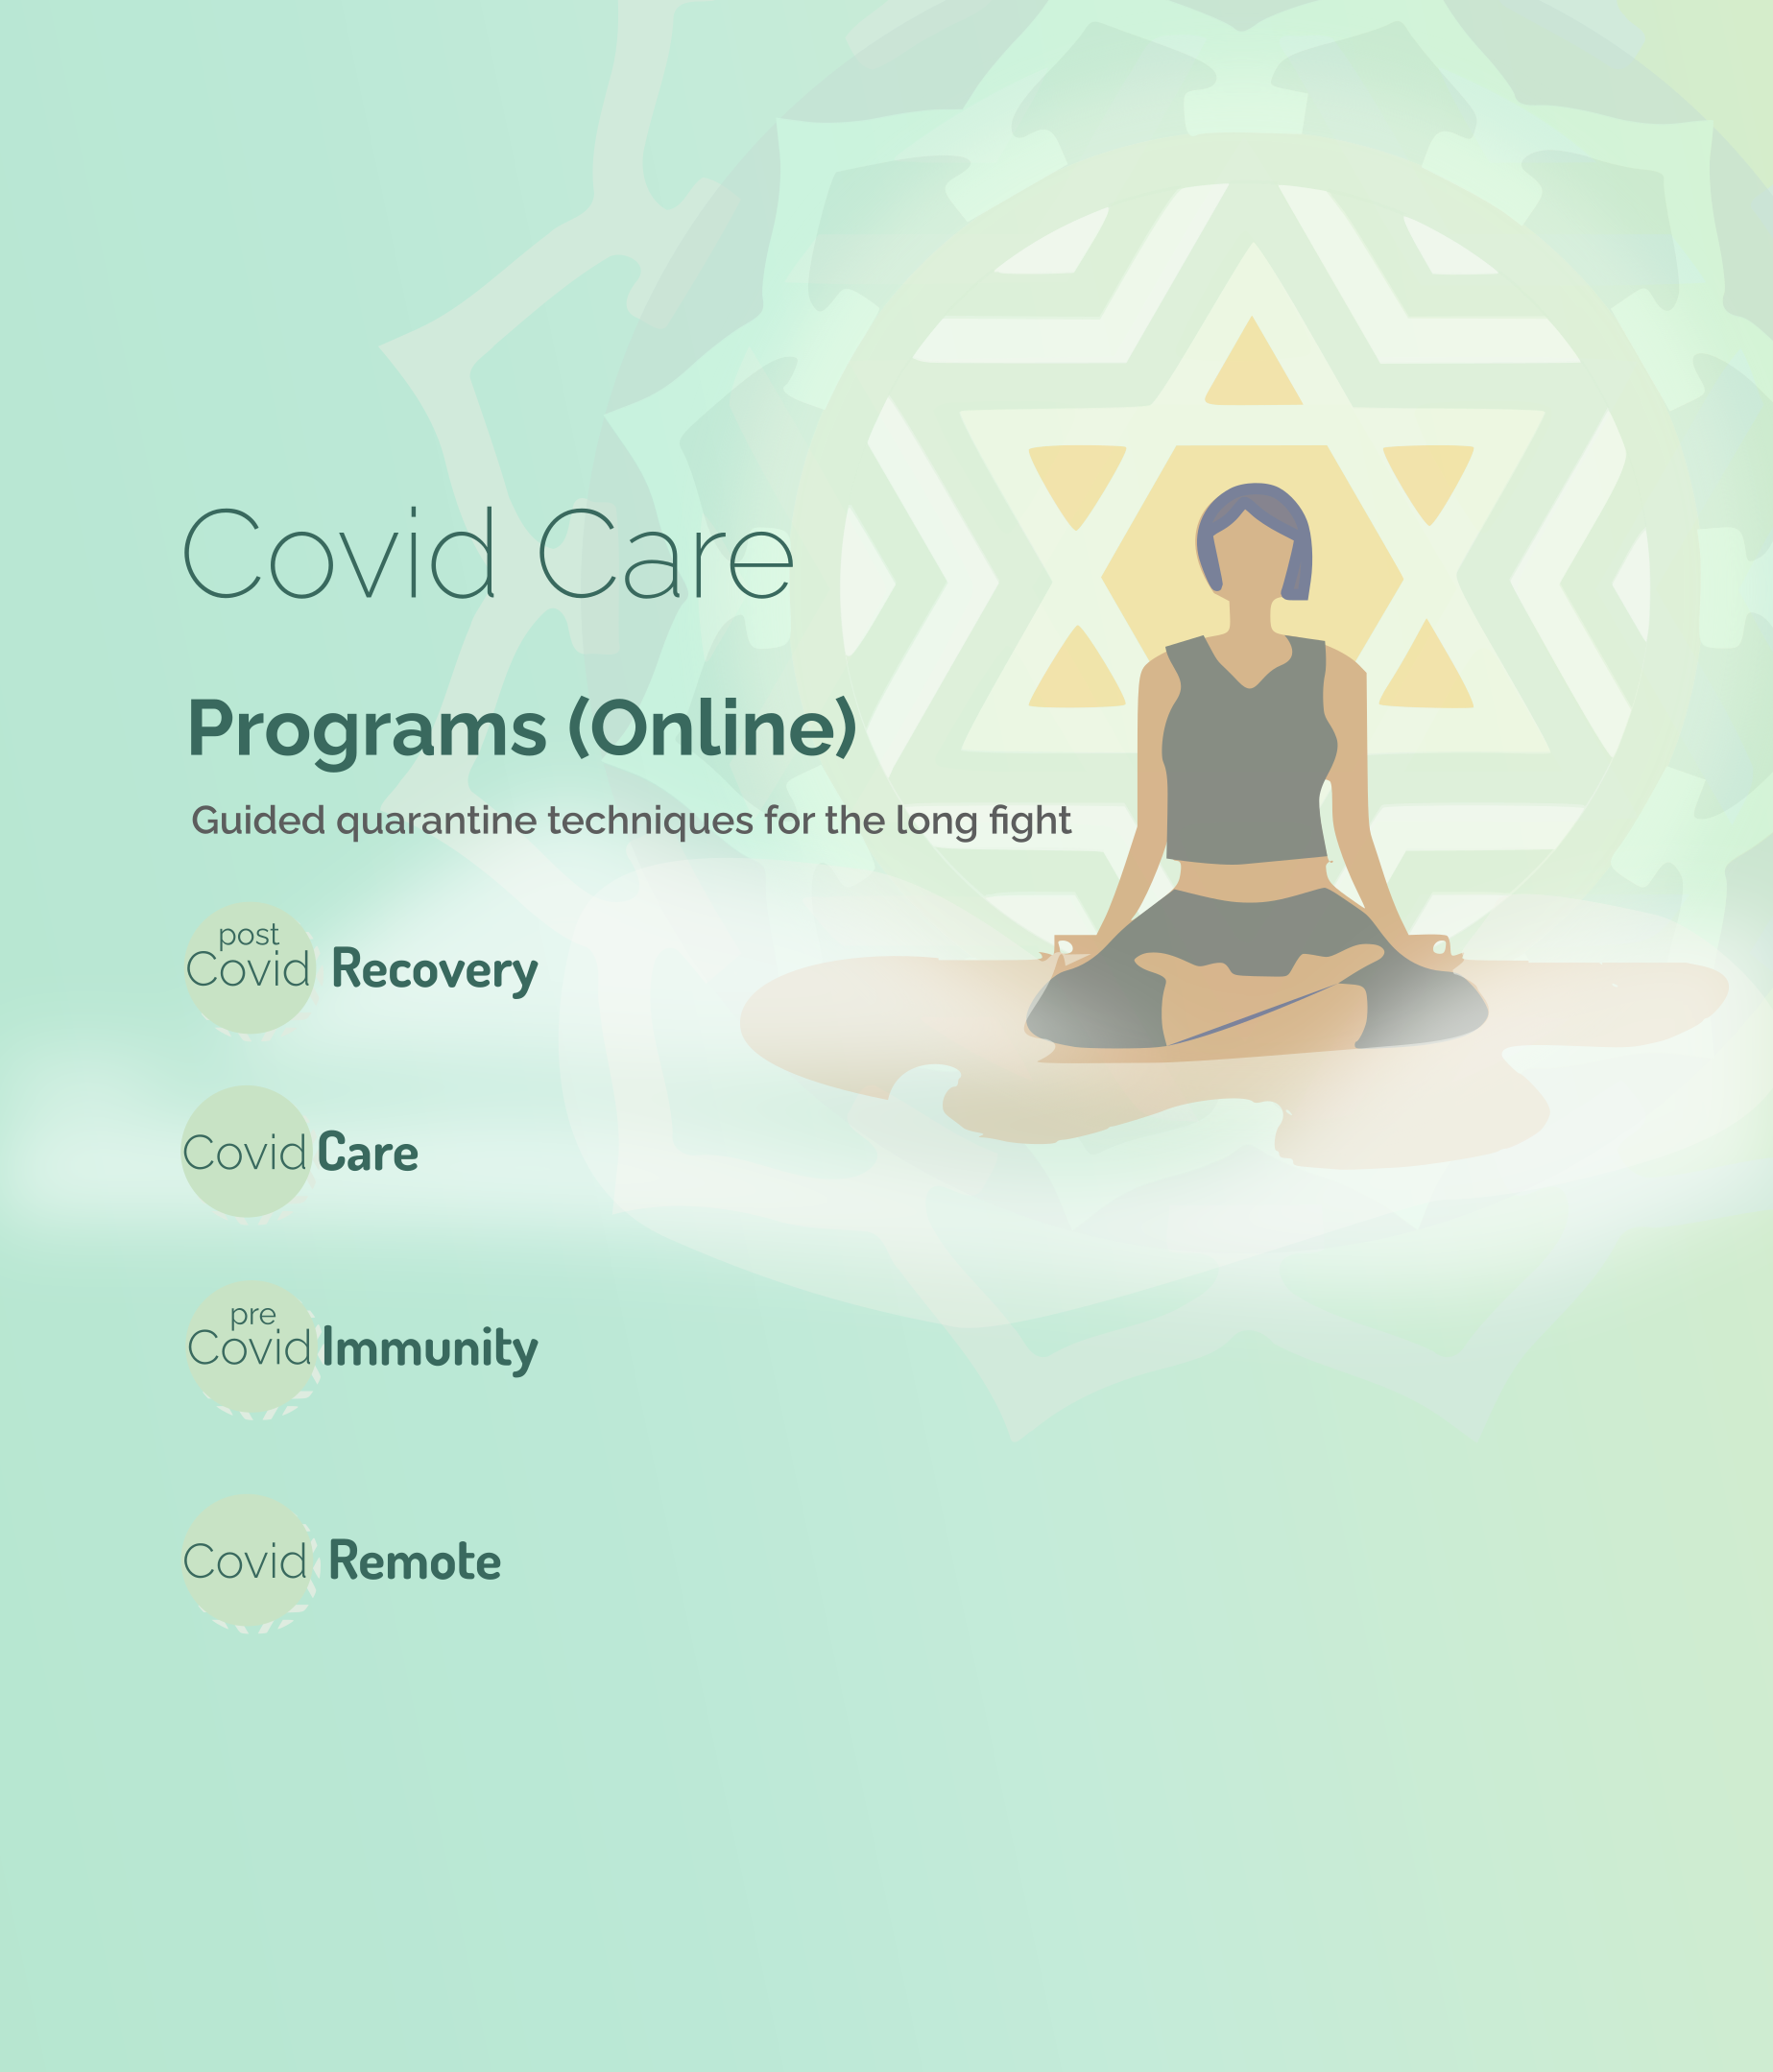 Covid Care
Programs (Online)
Guided quarantine techniques for the long fight
post
Covid Recovery
Covid Care
pre
Covid Immunity
Covid Remote